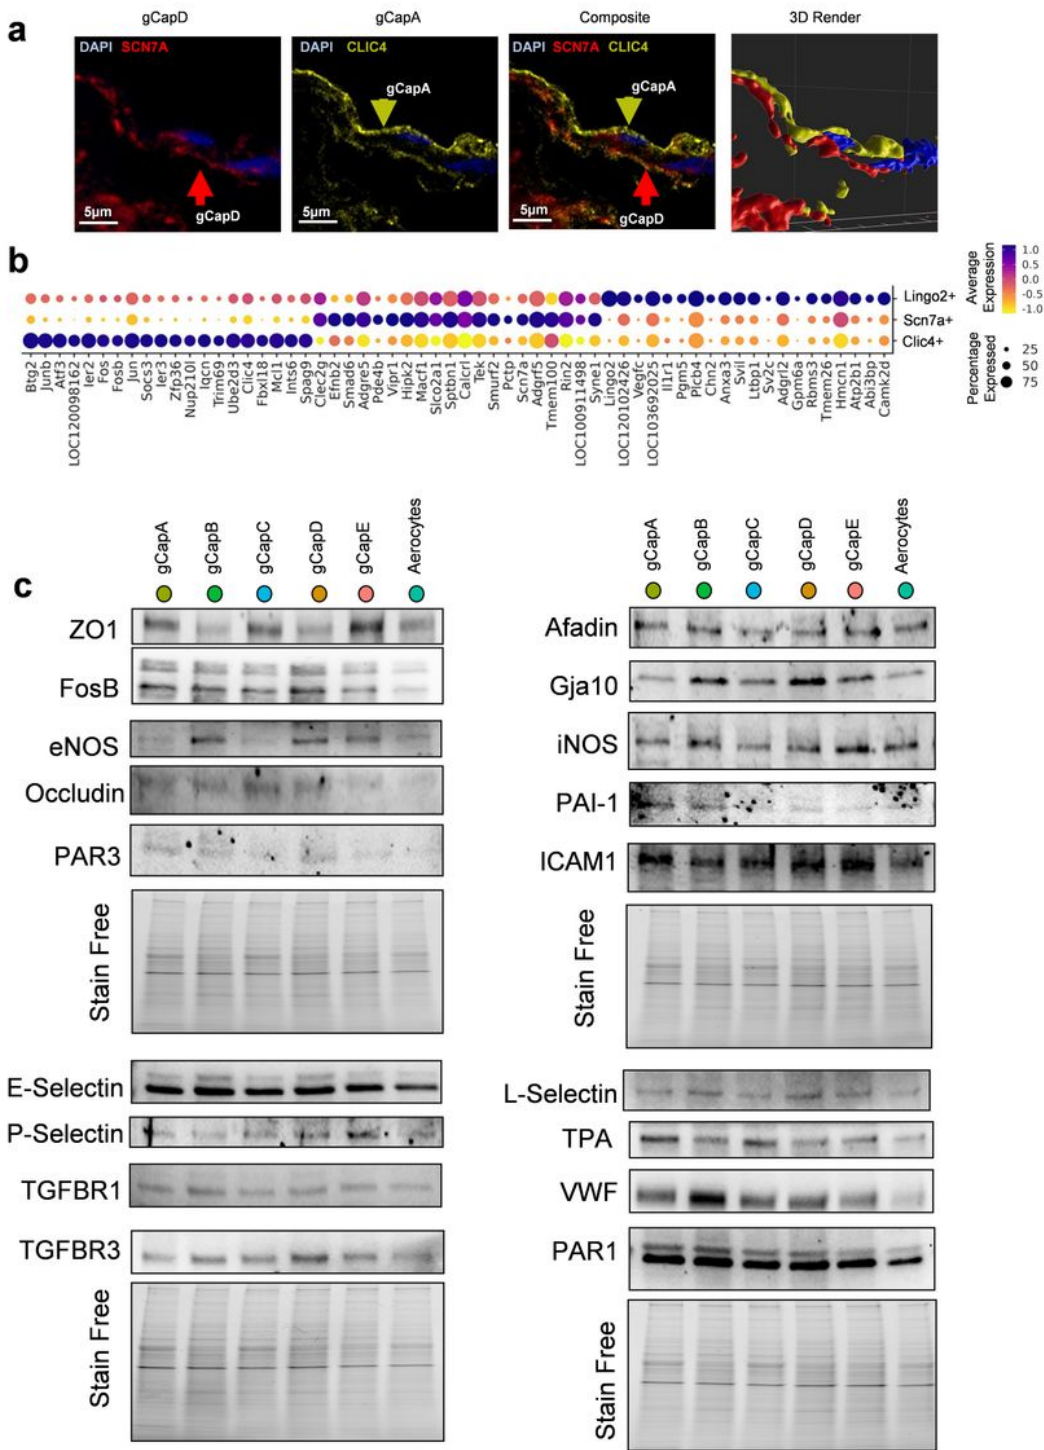 a
gCapD
gCapA
Composite
3D Render
DAPI SCN7A
DAPI CLIC4
DAPI SCN7A CLIC4
gCapA
gCapA
gCapD
gCapD
5µm
5µm
5µm
b
Lingo2+
Scn7a+
Clic4+
Average Expression
1.0
0.5
0.0
-0.5
-1.0
Percentage Expressed
25
50
75
Btg2
Junb
Atf3
LOC120098162
Ier2
Fos
Fosb
Jun
Socs3
Ier3
Zfp36
Nup210l
Iqcn
Trim69
Ube2d3
Clic4
Fbxl18
Mcl1
Ints6
Spag9
Clec2g
Efnb2
Smad6
Adgre5
Pde4b
Vipr1
Hipk2
Macf1
Slco2a1
Sptbn1
Calcrl
Tek
Smurf2
Pctp
Scn7a
Adgrf5
Tmem100
Rin2
LOC100911498
Syne1
Lingo2
LOC120102426
Vegfc
LOC103692025
Il1r1
Pgm5
Plcb4
Chn2
Anxa3
Svil
Ltbp1
Sv2c
Adgrl2
Gpm6a
Rbms3
Tmem26
Hmcn1
Atp2b1
Abi3bp
Camk2d
c
gCapA
gCapB
gCapC
gCapD
gCapE
Aerocytes
ZO1
FosB
eNOS
Occludin
PAR3
Stain Free
E-Selectin
P-Selectin
TGFBR1
TGFBR3
Stain Free
gCapA
gCapB
gCapC
gCapD
gCapE
Aerocytes
Afadin
Gja10
iNOS
PAI-1
ICAM1
Stain Free
L-Selectin
TPA
VWF
PAR1
Stain Free